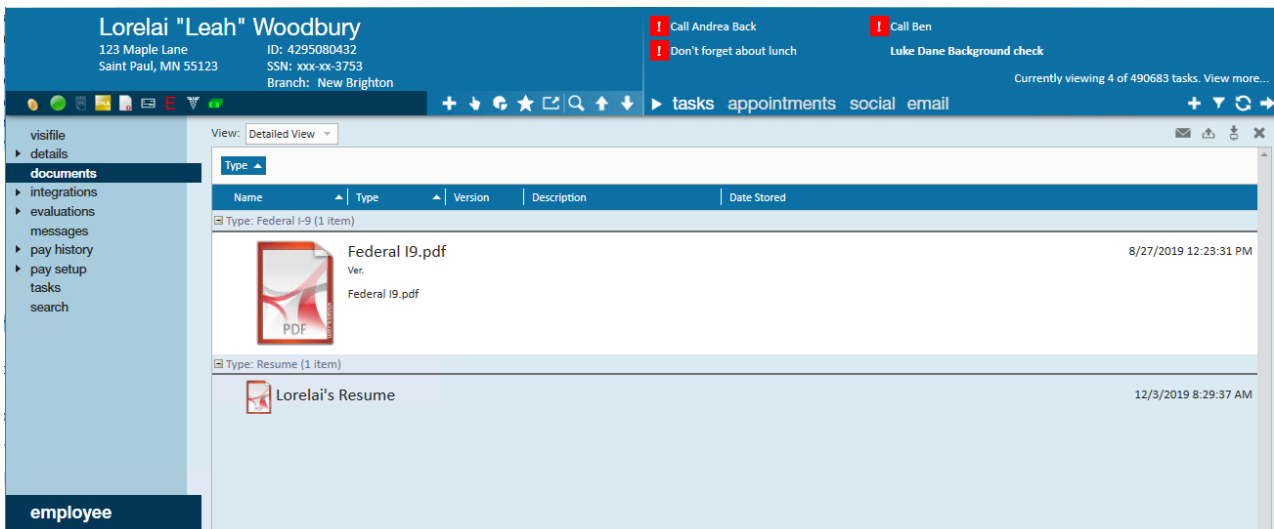 Lorelai "Leah" Woodbury
123 Maple Lane
Saint Paul, MN 55123
ID: 4295080432
SSN: xxx-xx-3753
Branch: New Brighton
! Call Andrea Back
! Call Ben
! Don't forget about lunch
Luke Dane Background check
Currently viewing 4 of 490683 tasks. View more...
tasks appointments social email
visifile
details
documents
integrations
evaluations
messages
pay history
pay setup
tasks
search
employee
View: Detailed View
Type
Name Type Version Description Date Stored
Type: Federal I-9 (1 item)
PDF
Federal I9.pdf
Ver.
Federal I9.pdf
8/27/2019 12:23:31 PM
Type: Resume (1 item)
Lorelai's Resume
12/3/2019 8:29:37 AM